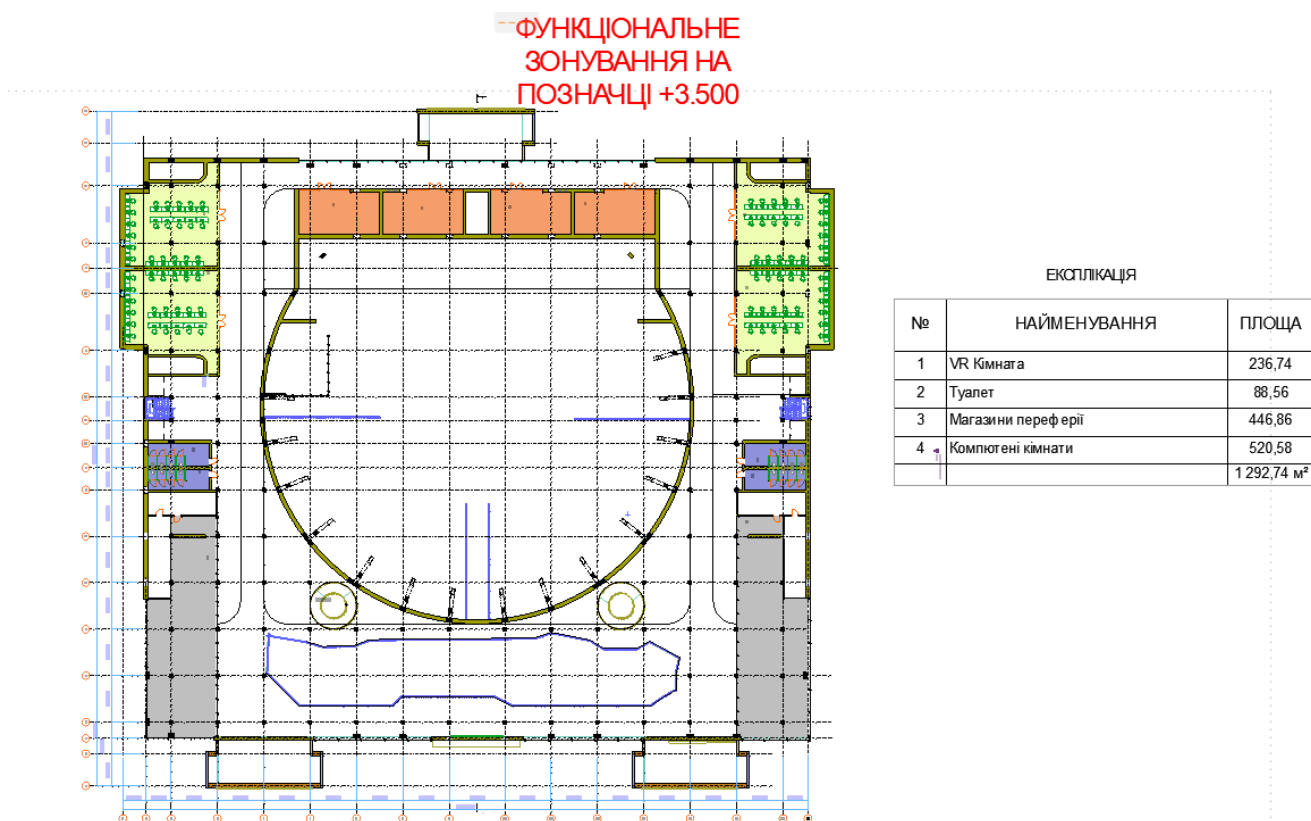 ФУНКЦІОНАЛЬНЕ
ЗОНУВАННЯ НА
ПОЗНАЧЦІ +3.500
ЕКСПЛІКАЦІЯ
№ НАЙМЕНУВАННЯ ПЛОЩА
1 VR Кімната 236,74
2 Туалет 88,56
3 Магазини переферії 446,86
4 Компютені кімнати 520,58
1 292,74 м²